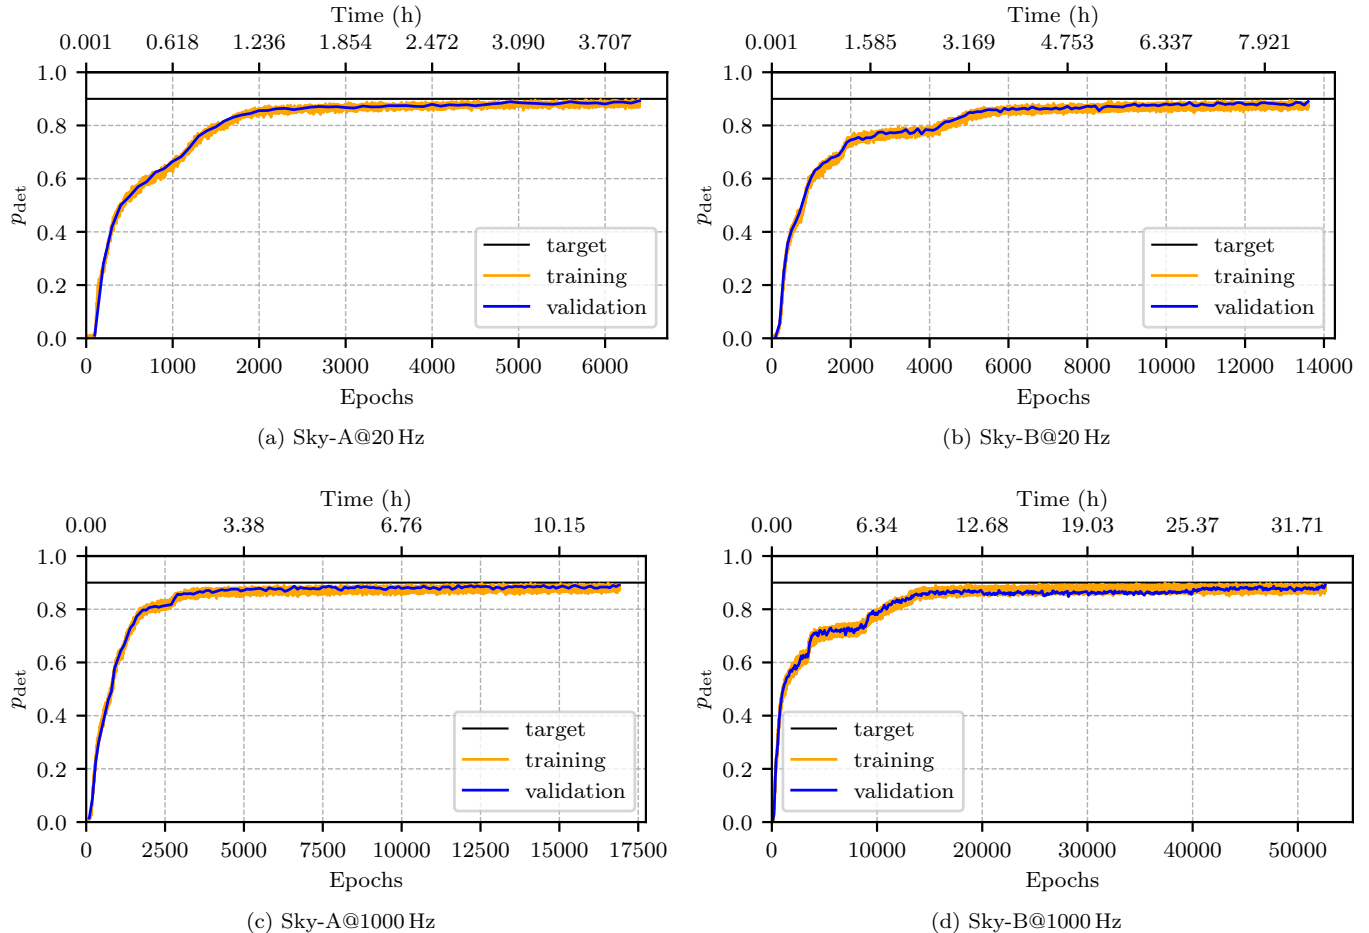 Time (h)
0.001 0.618 1.236 1.854 2.472 3.090 3.707
1.0
0.8
0.6
0.4
0.2
0.0
p_det
target
training
validation
0 1000 2000 3000 4000 5000 6000
Epochs
(a) Sky-A@20 Hz
Time (h)
0.001 1.585 3.169 4.753 6.337 7.921
1.0
0.8
0.6
0.4
0.2
0.0
p_det
target
training
validation
0 2000 4000 6000 8000 10000 12000 14000
Epochs
(b) Sky-B@20 Hz
Time (h)
0.00 3.38 6.76 10.15
1.0
0.8
0.6
0.4
0.2
0.0
p_det
target
training
validation
0 2500 5000 7500 10000 12500 15000 17500
Epochs
(c) Sky-A@1000 Hz
Time (h)
0.00 6.34 12.68 19.03 25.37 31.71
1.0
0.8
0.6
0.4
0.2
0.0
p_det
target
training
validation
0 10000 20000 30000 40000 50000
Epochs
(d) Sky-B@1000 Hz